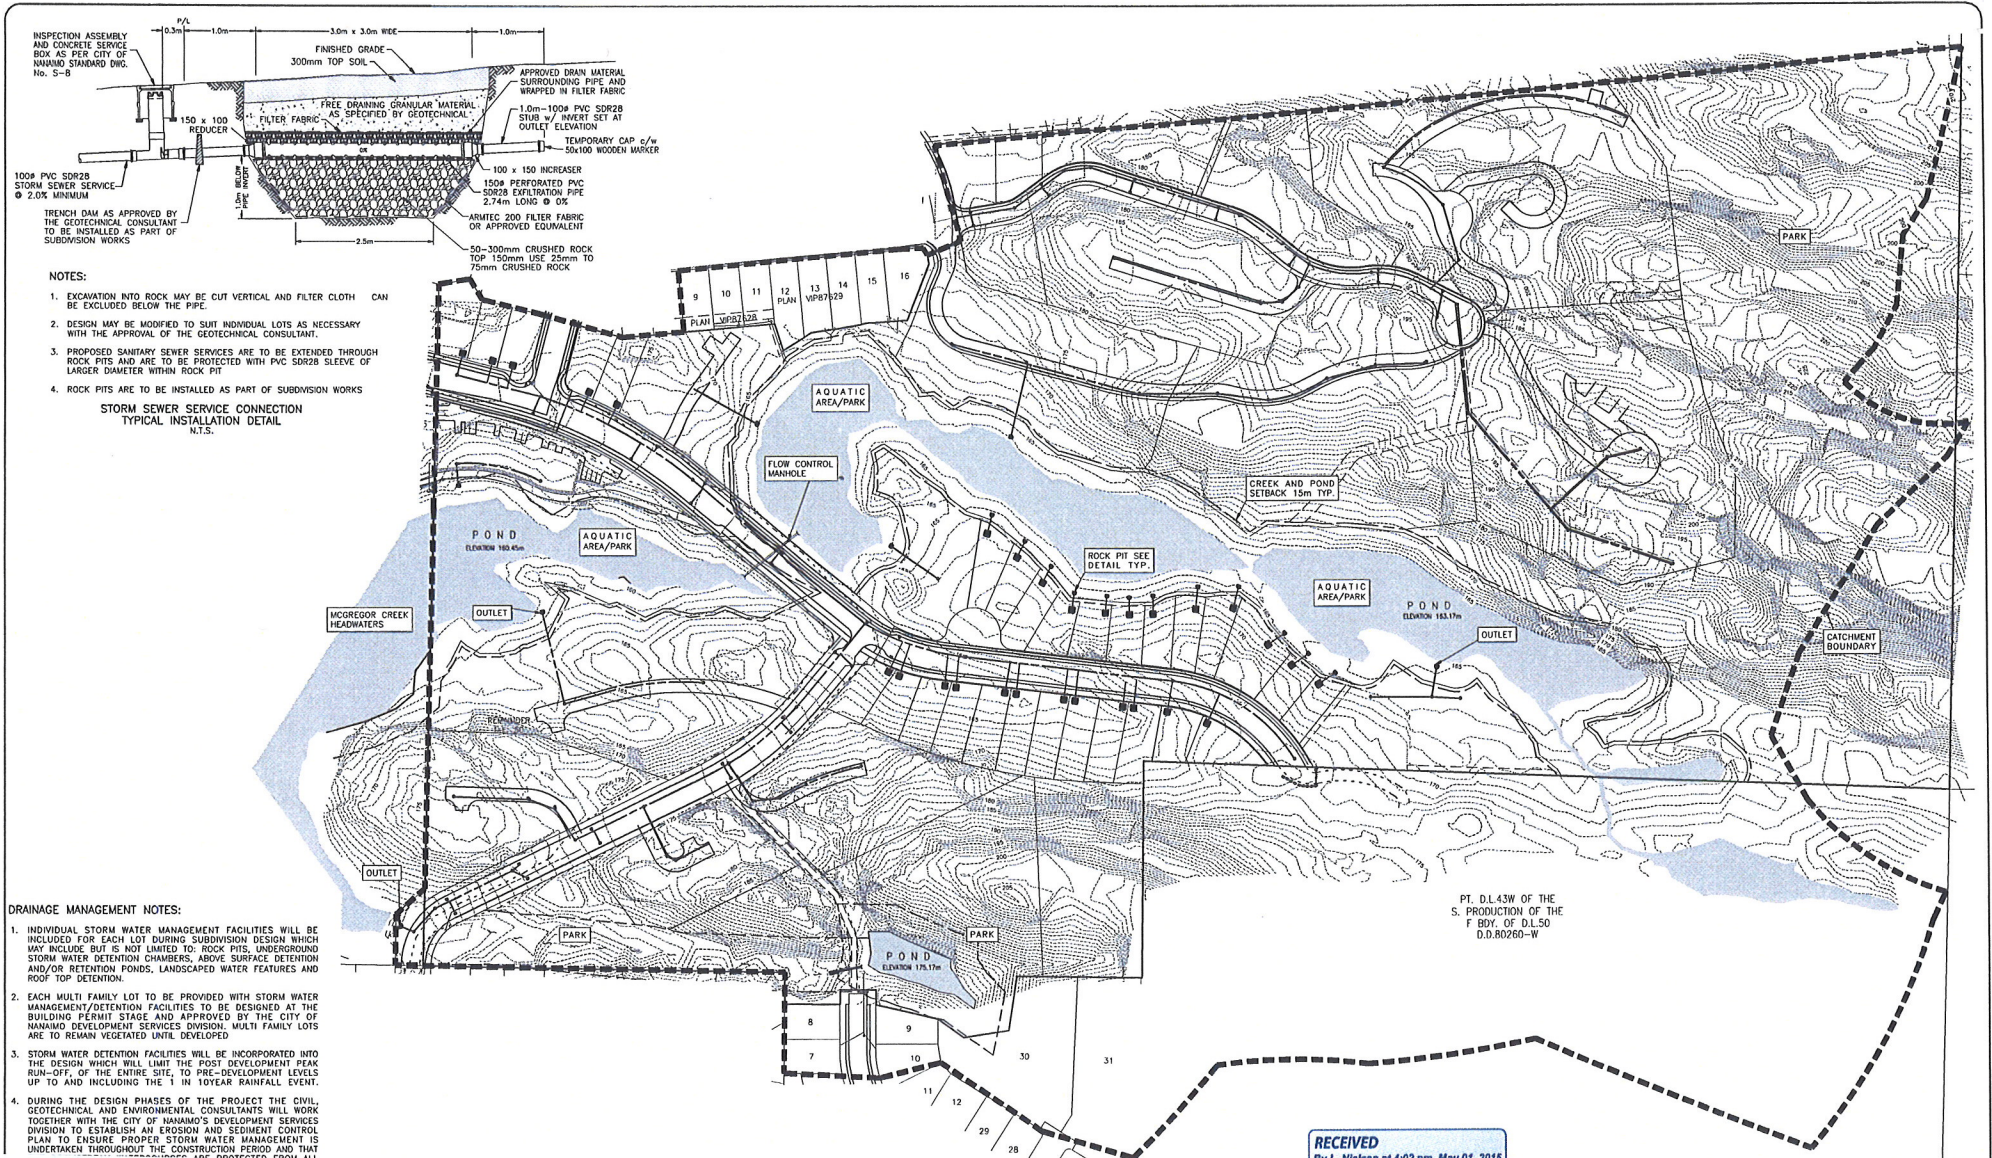 INSPECTION ASSEMBLY
AND CONCRETE SERVICE
BOX AS PER CITY OF
NANAIMO STANDARD DWG.
No. S-8
P/L
0.3m
1.0m
3.0m x 3.0m WIDE
1.0m
FINISHED GRADE
300mm TOP SOIL
APPROVED DRAIN MATERIAL
SURROUNDING PIPE AND
WRAPPED IN FILTER FABRIC
FREE DRAINING GRANULAR MATERIAL
AS SPECIFIED BY GEOTECHNICAL
FILTER FABRIC
150 x 100
REDUCER
1.0m-100ø PVC SDR28
STUB w/ INVERT SET AT
OUTLET ELEVATION
TEMPORARY CAP c/w
50x100 WOODEN MARKER
0%
100ø PVC SDR28
STORM SEWER SERVICE
@ 2.0% MINIMUM
1.0m BELOW
PIPE INVERT
100 x 150 INCREASER
150ø PERFORATED PVC
SDR28 EXFILTRATION PIPE
2.74m LONG @ 0%
TRENCH DAM AS APPROVED BY
THE GEOTECHNICAL CONSULTANT
TO BE INSTALLED AS PART OF
SUBDIVISION WORKS
ARMTEC 200 FILTER FABRIC
OR APPROVED EQUIVALENT
2.5m
50-300mm CRUSHED ROCK
TOP 150mm USE 25mm TO
75mm CRUSHED ROCK
NOTES:
1. EXCAVATION INTO ROCK MAY BE CUT VERTICAL AND FILTER CLOTH CAN
BE EXCLUDED BELOW THE PIPE.
2. DESIGN MAY BE MODIFIED TO SUIT INDIVIDUAL LOTS AS NECESSARY
WITH THE APPROVAL OF THE GEOTECHNICAL CONSULTANT.
3. PROPOSED SANITARY SEWER SERVICES ARE TO BE EXTENDED THROUGH
ROCK PITS AND ARE TO BE PROTECTED WITH PVC SDR28 SLEEVE OF
LARGER DIAMETER WITHIN ROCK PIT
4. ROCK PITS ARE TO BE INSTALLED AS PART OF SUBDIVISION WORKS
STORM SEWER SERVICE CONNECTION
TYPICAL INSTALLATION DETAIL
N.T.S.
9
10
11
12
13
14
15
16
PLAN VIP87629
PLAN VIP87628
PARK
AQUATIC
AREA/PARK
FLOW CONTROL
MANHOLE
CREEK AND POND
SETBACK 15m TYP.
POND
ELEVATION 160.45m
AQUATIC
AREA/PARK
ROCK PIT SEE
DETAIL TYP.
AQUATIC
AREA/PARK
POND
ELEVATION 163.17m
MCGREGOR CREEK
HEADWATERS
OUTLET
OUTLET
CATCHMENT
BOUNDARY
REMAINDER
OUTLET
PARK
PARK
POND
ELEVATION 175.17m
PT. D.L.43W OF THE
S. PRODUCTION OF THE
F BDY. OF D.L.50
D.D.80260-W
8
9
7
10
30
31
11
12
29
28
DRAINAGE MANAGEMENT NOTES:
1. INDIVIDUAL STORM WATER MANAGEMENT FACILITIES WILL BE
INCLUDED FOR EACH LOT DURING SUBDIVISION DESIGN WHICH
MAY INCLUDE BUT IS NOT LIMITED TO: ROCK PITS, UNDERGROUND
STORM WATER DETENTION CHAMBERS, ABOVE SURFACE DETENTION
AND/OR RETENTION PONDS, LANDSCAPED WATER FEATURES AND
ROOF TOP DETENTION.
2. EACH MULTI FAMILY LOT TO BE PROVIDED WITH STORM WATER
MANAGEMENT/DETENTION FACILITIES TO BE DESIGNED AT THE
BUILDING PERMIT STAGE AND APPROVED BY THE CITY OF
NANAIMO DEVELOPMENT SERVICES DIVISION. MULTI FAMILY LOTS
ARE TO REMAIN VEGETATED UNTIL DEVELOPED
3. STORM WATER DETENTION FACILITIES WILL BE INCORPORATED INTO
THE DESIGN WHICH WILL LIMIT THE POST DEVELOPMENT PEAK
RUN-OFF, OF THE ENTIRE SITE, TO PRE-DEVELOPMENT LEVELS
UP TO AND INCLUDING THE 1 IN 10YEAR RAINFALL EVENT.
4. DURING THE DESIGN PHASES OF THE PROJECT THE CIVIL,
GEOTECHNICAL AND ENVIRONMENTAL CONSULTANTS WILL WORK
TOGETHER WITH THE CITY OF NANAIMO'S DEVELOPMENT SERVICES
DIVISION TO ESTABLISH AN EROSION AND SEDIMENT CONTROL
PLAN TO ENSURE PROPER STORM WATER MANAGEMENT IS
UNDERTAKEN THROUGHOUT THE CONSTRUCTION PERIOD AND THAT
WATERCOURSES ARE PROTECTED FROM ALL
RECEIVED
By L. Nielsen at 4:02 pm, May 01, 2015